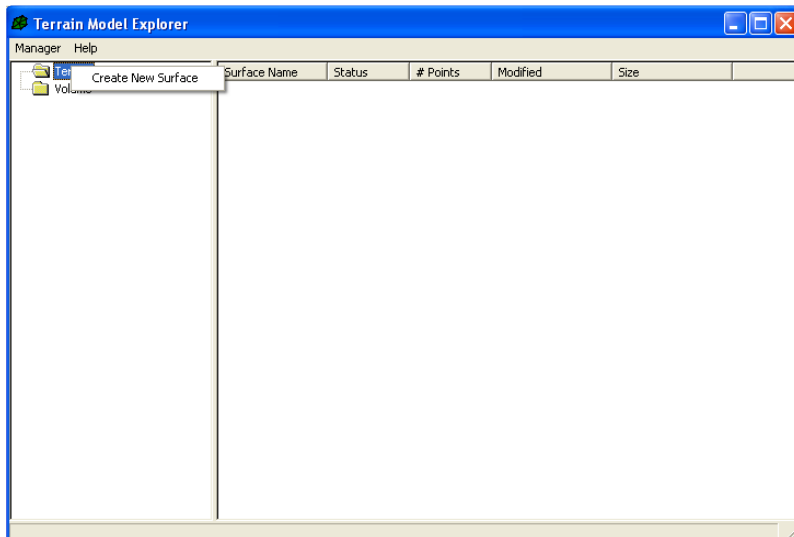 Terrain Model Explorer
Manager Help
Create New Surface
Surface Name Status # Points Modified Size